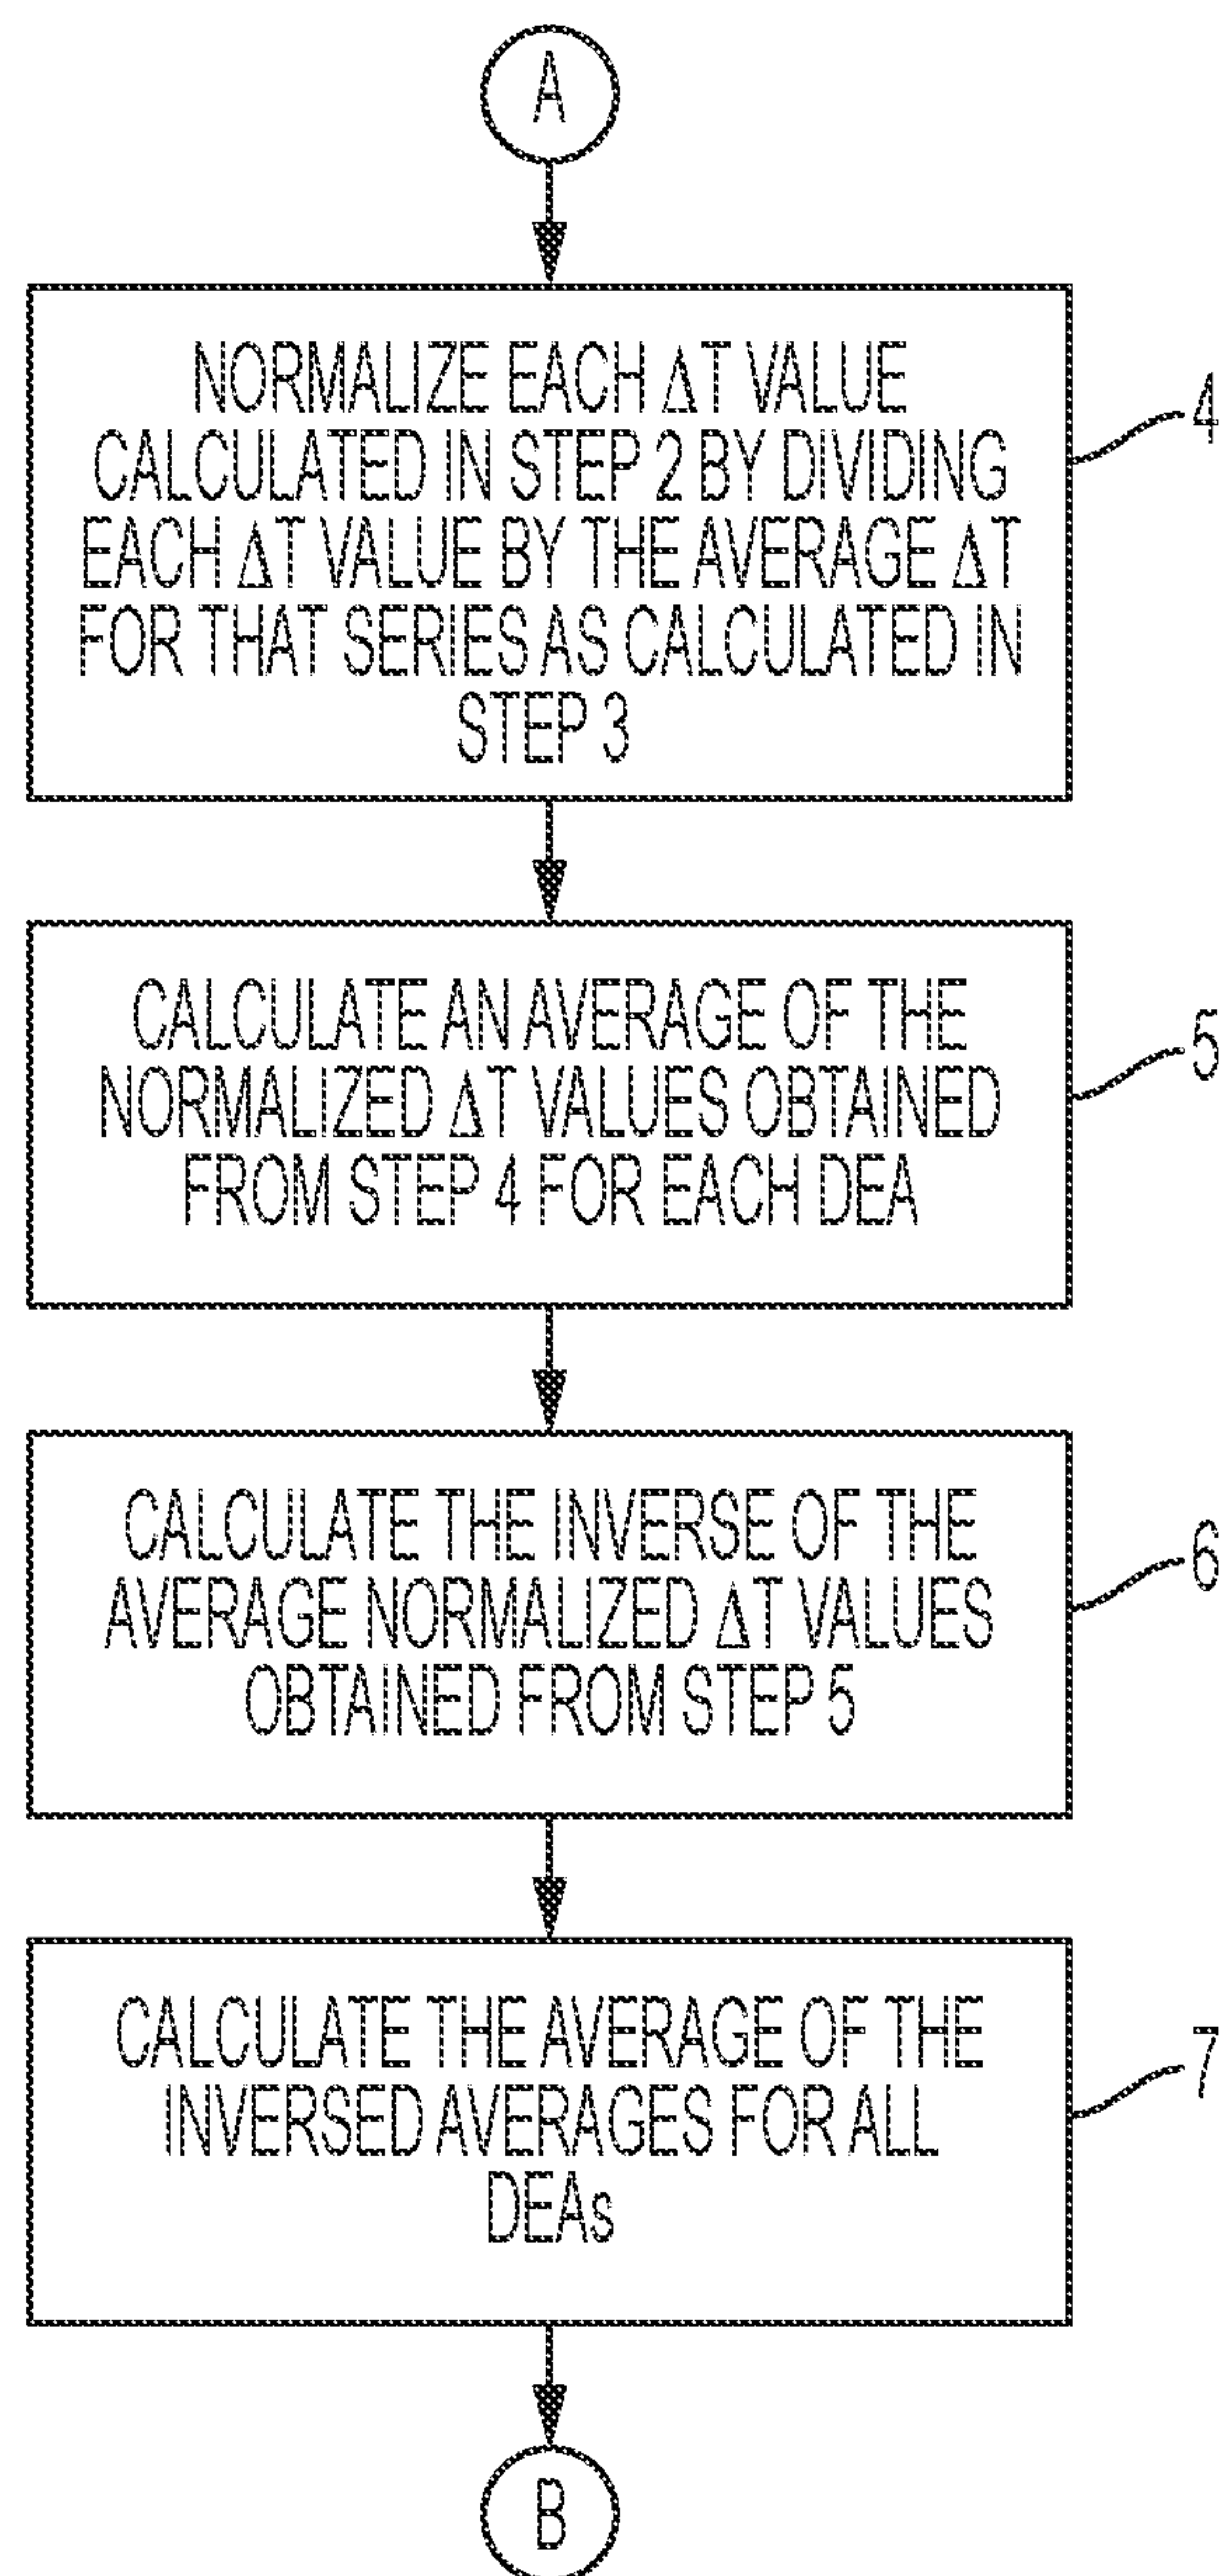 A
NORMALIZE EACH ΔT VALUE
CALCULATED IN STEP 2 BY DIVIDING
EACH ΔT VALUE BY THE AVERAGE ΔT
FOR THAT SERIES AS CALCULATED IN
STEP 3
4
CALCULATE AN AVERAGE OF THE
NORMALIZED ΔT VALUES OBTAINED
FROM STEP 4 FOR EACH DEA
5
CALCULATE THE INVERSE OF THE
AVERAGE NORMALIZED ΔT VALUES
OBTAINED FROM STEP 5
6
CALCULATE THE AVERAGE OF THE
INVERSED AVERAGES FOR ALL
DEAs
7
B